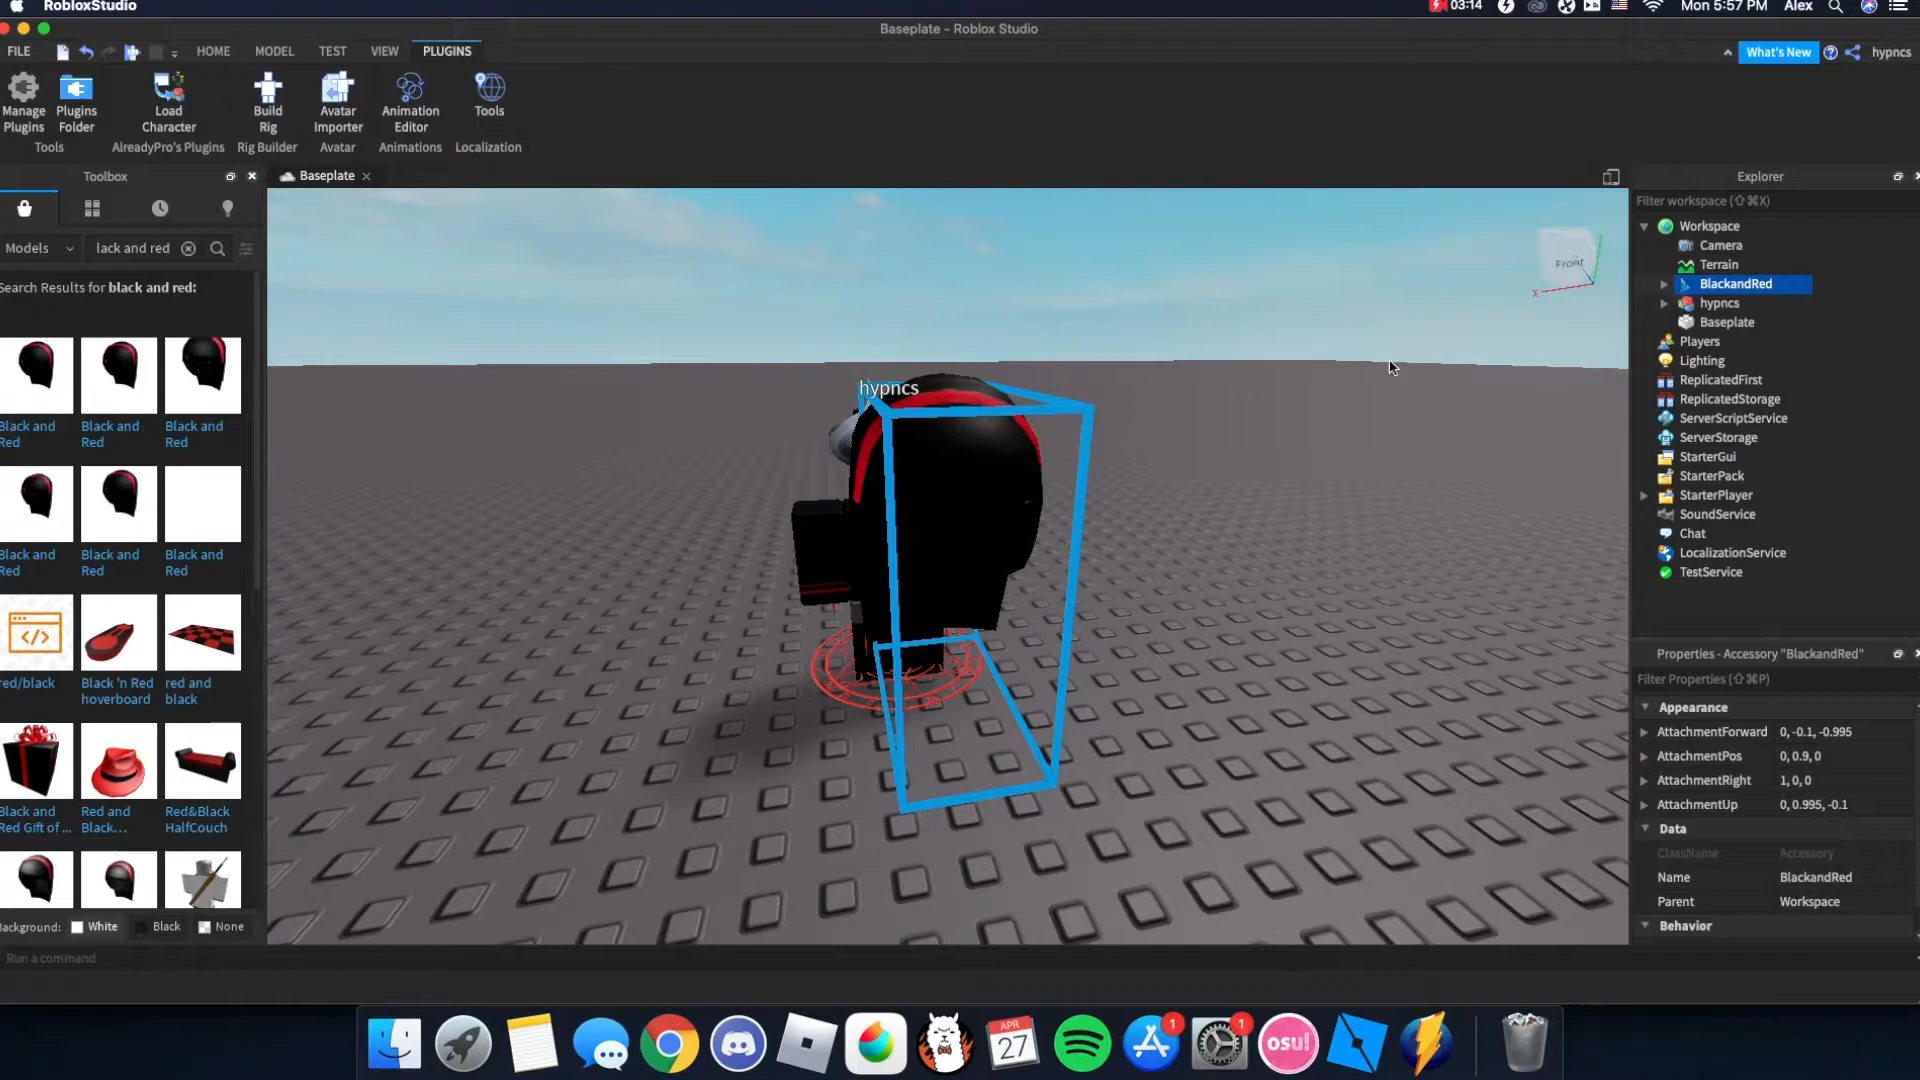 RobloxStudio
03:14
Mon 5:57 PM
Alex
Baseplate - Roblox Studio
FILE
HOME
MODEL
TEST
VIEW
PLUGINS
What's New
hypncs
Manage Plugins
Plugins Folder
Load Character
Build Rig
Avatar Importer
Animation Editor
Tools
Tools
AlreadyPro's Plugins
Rig Builder
Avatar
Animations
Localization
Toolbox
Baseplate
Models
lack and red
Search Results for black and red:
Black and Red
Black and Red
Black and Red
Black and Red
Black and Red
Black and Red
red/black
Black 'n Red hoverboard
red and black
Black and Red Gift of ...
Red and Black...
Red&Black HalfCouch
Background:
White
Black
None
Run a command
hypncs
Front
X
Explorer
Filter workspace (⇧⌘X)
Workspace
Camera
Terrain
BlackandRed
hypncs
Baseplate
Players
Lighting
ReplicatedFirst
ReplicatedStorage
ServerScriptService
ServerStorage
StarterGui
StarterPack
StarterPlayer
SoundService
Chat
LocalizationService
TestService
Properties - Accessory "BlackandRed"
Filter Properties (⇧⌘P)
Appearance
AttachmentForward 0, -0.1, -0.995
AttachmentPos 0, 0.9, 0
AttachmentRight 1, 0, 0
AttachmentUp 0, 0.995, -0.1
Data
ClassName Accessory
Name BlackandRed
Parent Workspace
Behavior
APR
27
1
1
osu!